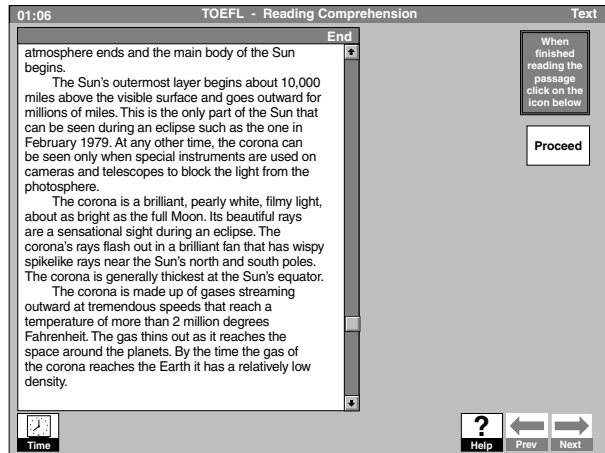 01:06 TOEFL - Reading Comprehension Text
End
atmosphere ends and the main body of the Sun
begins.
The Sun's outermost layer begins about 10,000
miles above the visible surface and goes outward for
millions of miles. This is the only part of the Sun that
can be seen during an eclipse such as the one in
February 1979. At any other time, the corona can
be seen only when special instruments are used on
cameras and telescopes to block the light from the
photosphere.
The corona is a brilliant, pearly white, filmy light,
about as bright as the full Moon. Its beautiful rays
are a sensational sight during an eclipse. The
corona's rays flash out in a brilliant fan that has wispy
spikelike rays near the Sun's north and south poles.
The corona is generally thickest at the Sun's equator.
The corona is made up of gases streaming
outward at tremendous speeds that reach a
temperature of more than 2 million degrees
Fahrenheit. The gas thins out as it reaches the
space around the planets. By the time the gas of
the corona reaches the Earth it has a relatively low
density.
When
finished
reading the
passage
click on the
icon below
Proceed
Time
?
Help Prev Next